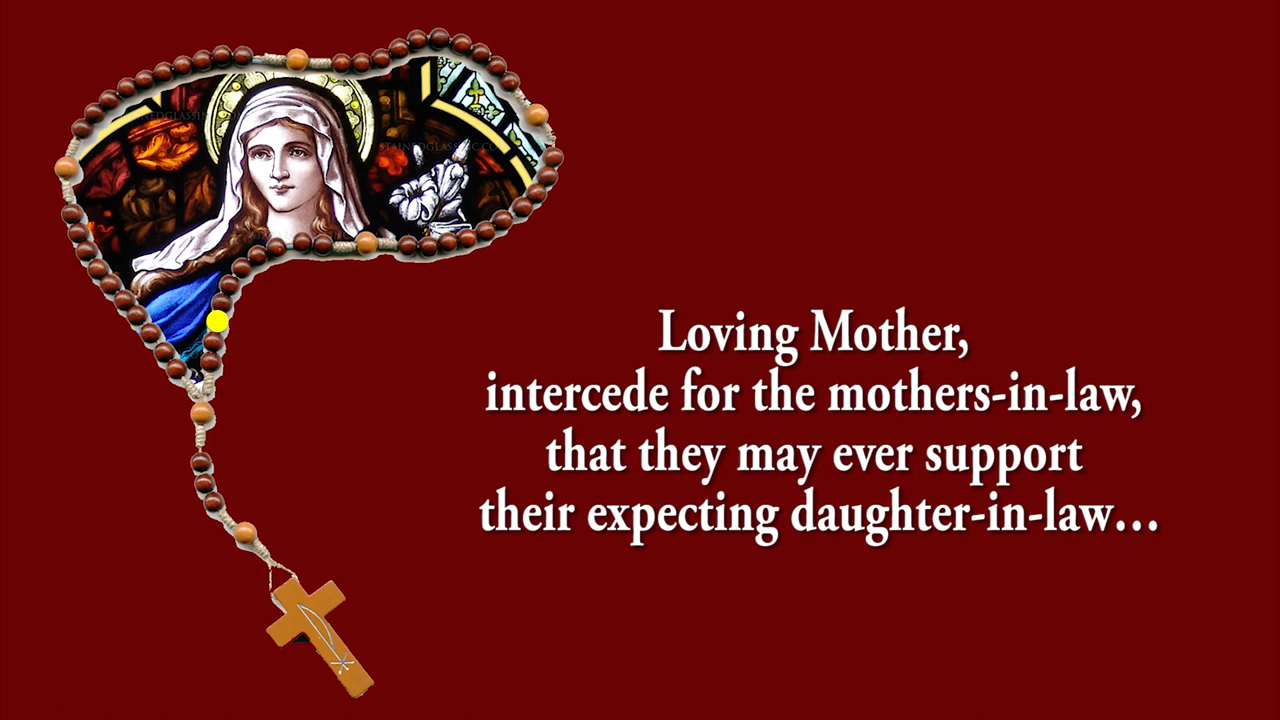 Loving Mother,
intercede for the mothers-in-law,
that they may ever support
their expecting daughter-in-law...